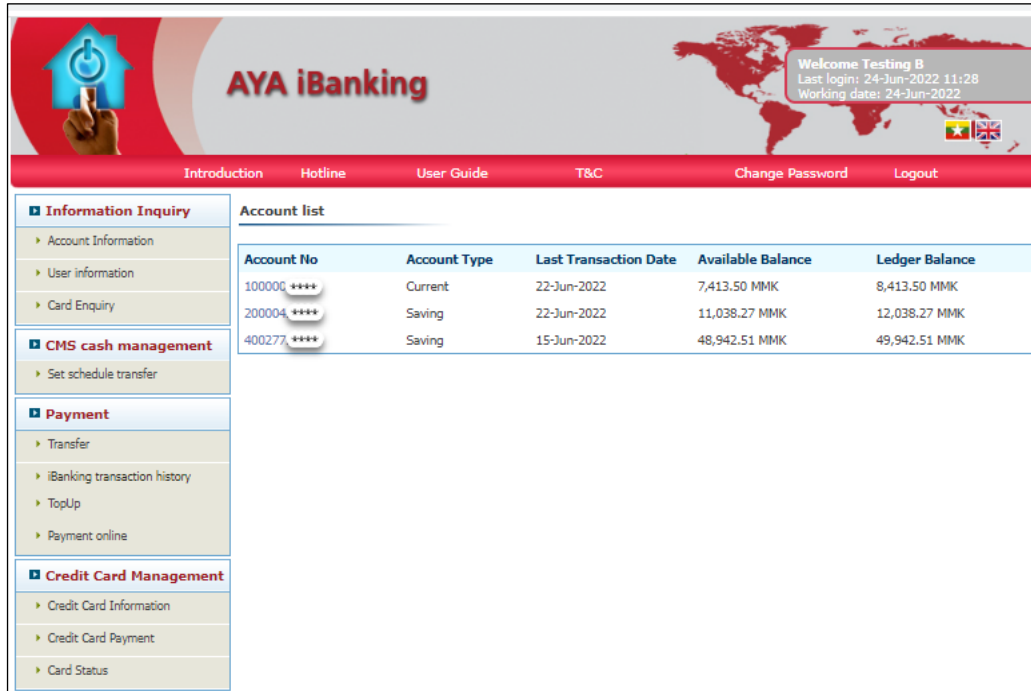 AYA iBanking
Welcome Testing B
Last login: 24-Jun-2022 11:28
Working date: 24-Jun-2022
Introduction Hotline User Guide T&C Change Password Logout
Information Inquiry
Account Information
User information
Card Enquiry
CMS cash management
Set schedule transfer
Payment
Transfer
iBanking transaction history
TopUp
Payment online
Credit Card Management
Credit Card Information
Credit Card Payment
Card Status
Account list
Account No Account Type Last Transaction Date Available Balance Ledger Balance
100000**** Current 22-Jun-2022 7,413.50 MMK 8,413.50 MMK
200004**** Saving 22-Jun-2022 11,038.27 MMK 12,038.27 MMK
400277**** Saving 15-Jun-2022 48,942.51 MMK 49,942.51 MMK